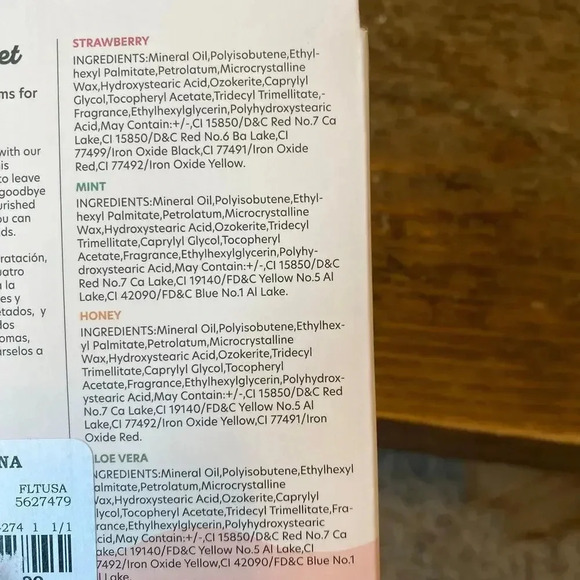 et
ms for
with our
is
to leave
goodbye
urished
ou can
ds.
ratación,
uatro
a la
es y
tados, y
los
omas,
arselos a
STRAWBERRY
INGREDIENTS:Mineral Oil,Polyisobutene,Ethyl-
hexyl Palmitate,Petrolatum,Microcrystalline
Wax,Hydroxystearic Acid,Ozokerite,Caprylyl
Glycol,Tocopheryl Acetate,Tridecyl Trimellitate,-
Fragrance,Ethylhexylglycerin,Polyhydroxystearic
Acid,May Contain:+/-,CI 15850/D&C Red No.7 Ca
Lake,CI 15850/D&C Red No.6 Ba Lake,CI
77499/Iron Oxide Black,CI 77491/Iron Oxide
Red,CI 77492/Iron Oxide Yellow.
MINT
INGREDIENTS:Mineral Oil,Polyisobutene,Ethyl-
hexyl Palmitate,Petrolatum,Microcrystalline
Wax,Hydroxystearic Acid,Ozokerite,Tridecyl
Trimellitate,Caprylyl Glycol,Tocopheryl
Acetate,Fragrance,Ethylhexylglycerin,Polyhy-
droxystearic Acid,May Contain:+/-,CI 15850/D&C
Red No.7 Ca Lake,CI 19140/FD&C Yellow No.5 Al
Lake,CI 42090/FD&C Blue No.1 Al Lake.
HONEY
INGREDIENTS:Mineral Oil,Polyisobutene,Ethylhex-
yl Palmitate,Petrolatum,Microcrystalline
Wax,Hydroxystearic Acid,Ozokerite,Tridecyl
Trimellitate,Caprylyl Glycol,Tocopheryl
Acetate,Fragrance,Ethylhexylglycerin,Polyhydrox-
ystearic Acid,May Contain:+/-,CI 15850/D&C Red
No.7 Ca Lake,CI 19140/FD&C Yellow No.5 Al
Lake,CI 77492/Iron Oxide Yellow,CI 77491/Iron
Oxide Red.
LOE VERA
NGREDIENTS:Mineral Oil,Polyisobutene,Ethylhexyl
almitate,Petrolatum,Microcrystalline
Wax,Hydroxystearic Acid,Ozokerite,Caprylyl
lycol,Tocopheryl Acetate,Tridecyl Trimellitate,Fra-
rance,Ethylhexylglycerin,Polyhydroxystearic
cid,May Contain:+/-,CI 15850/D&C Red No.7 Ca
ake,CI 19140/FD&C Yellow No.5 Al Lake,CI
7492/Iron Oxide Yellow,CI 42090/FD&C Blue No.1
l Lake.
NA
FLTUSA
5627479
274 1 1/1